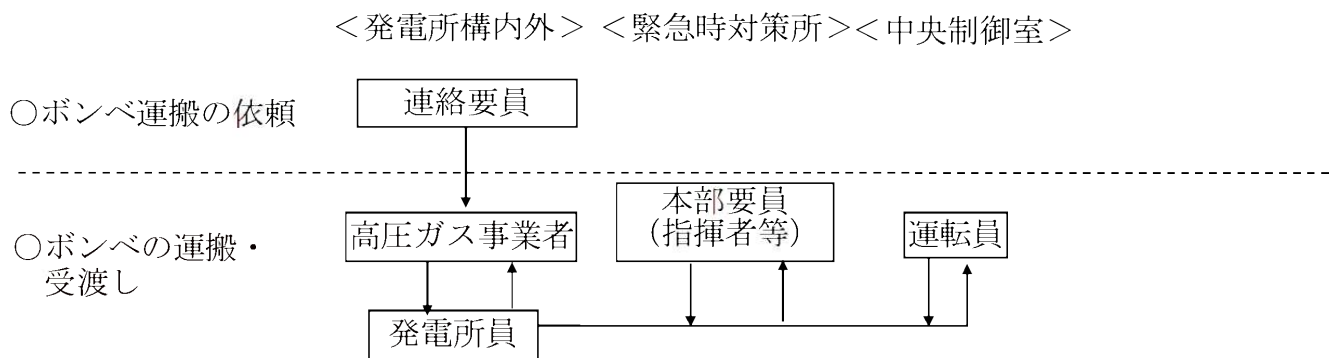 ＜発電所構内外＞ ＜緊急時対策所＞ ＜中央制御室＞
○ボンベ運搬の依頼
連絡要員
○ボンベの運搬・
受渡し
高圧ガス事業者
本部要員
（指揮者等）
運転員
発電所員